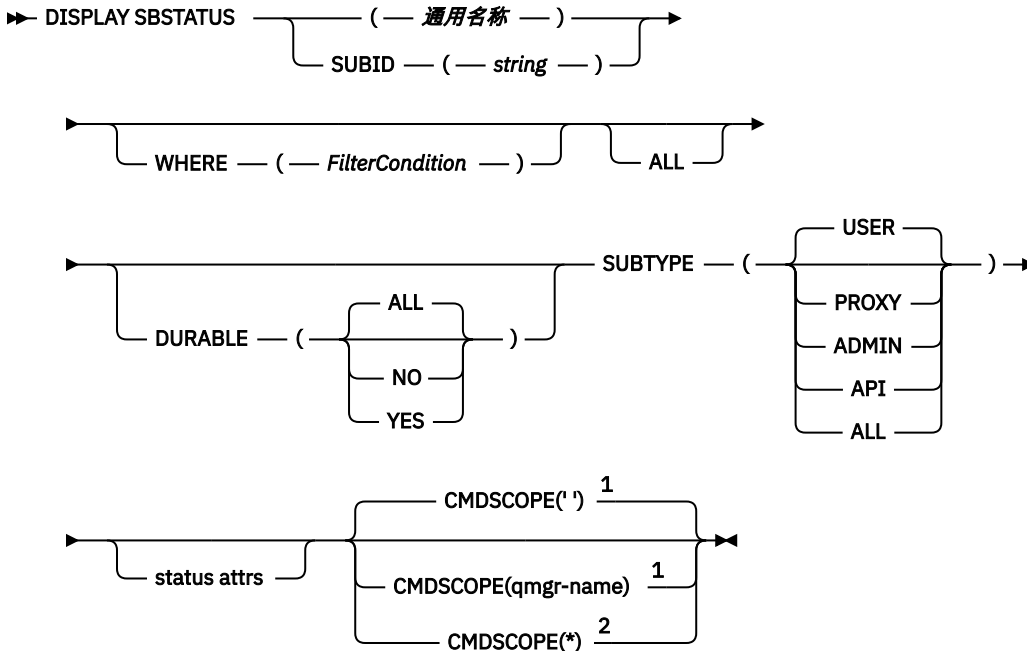 DISPLAY SBSTATUS ( 通用名称 )
SUBID ( string )
WHERE ( FilterCondition ) ALL
USER
SUBTYPE ( )
ALL PROXY
DURABLE ( ) ADMIN
NO API
YES ALL
CMDSCOPE(' ') 1
status attrs CMDSCOPE(qmgr-name) 1
CMDSCOPE(*) 2